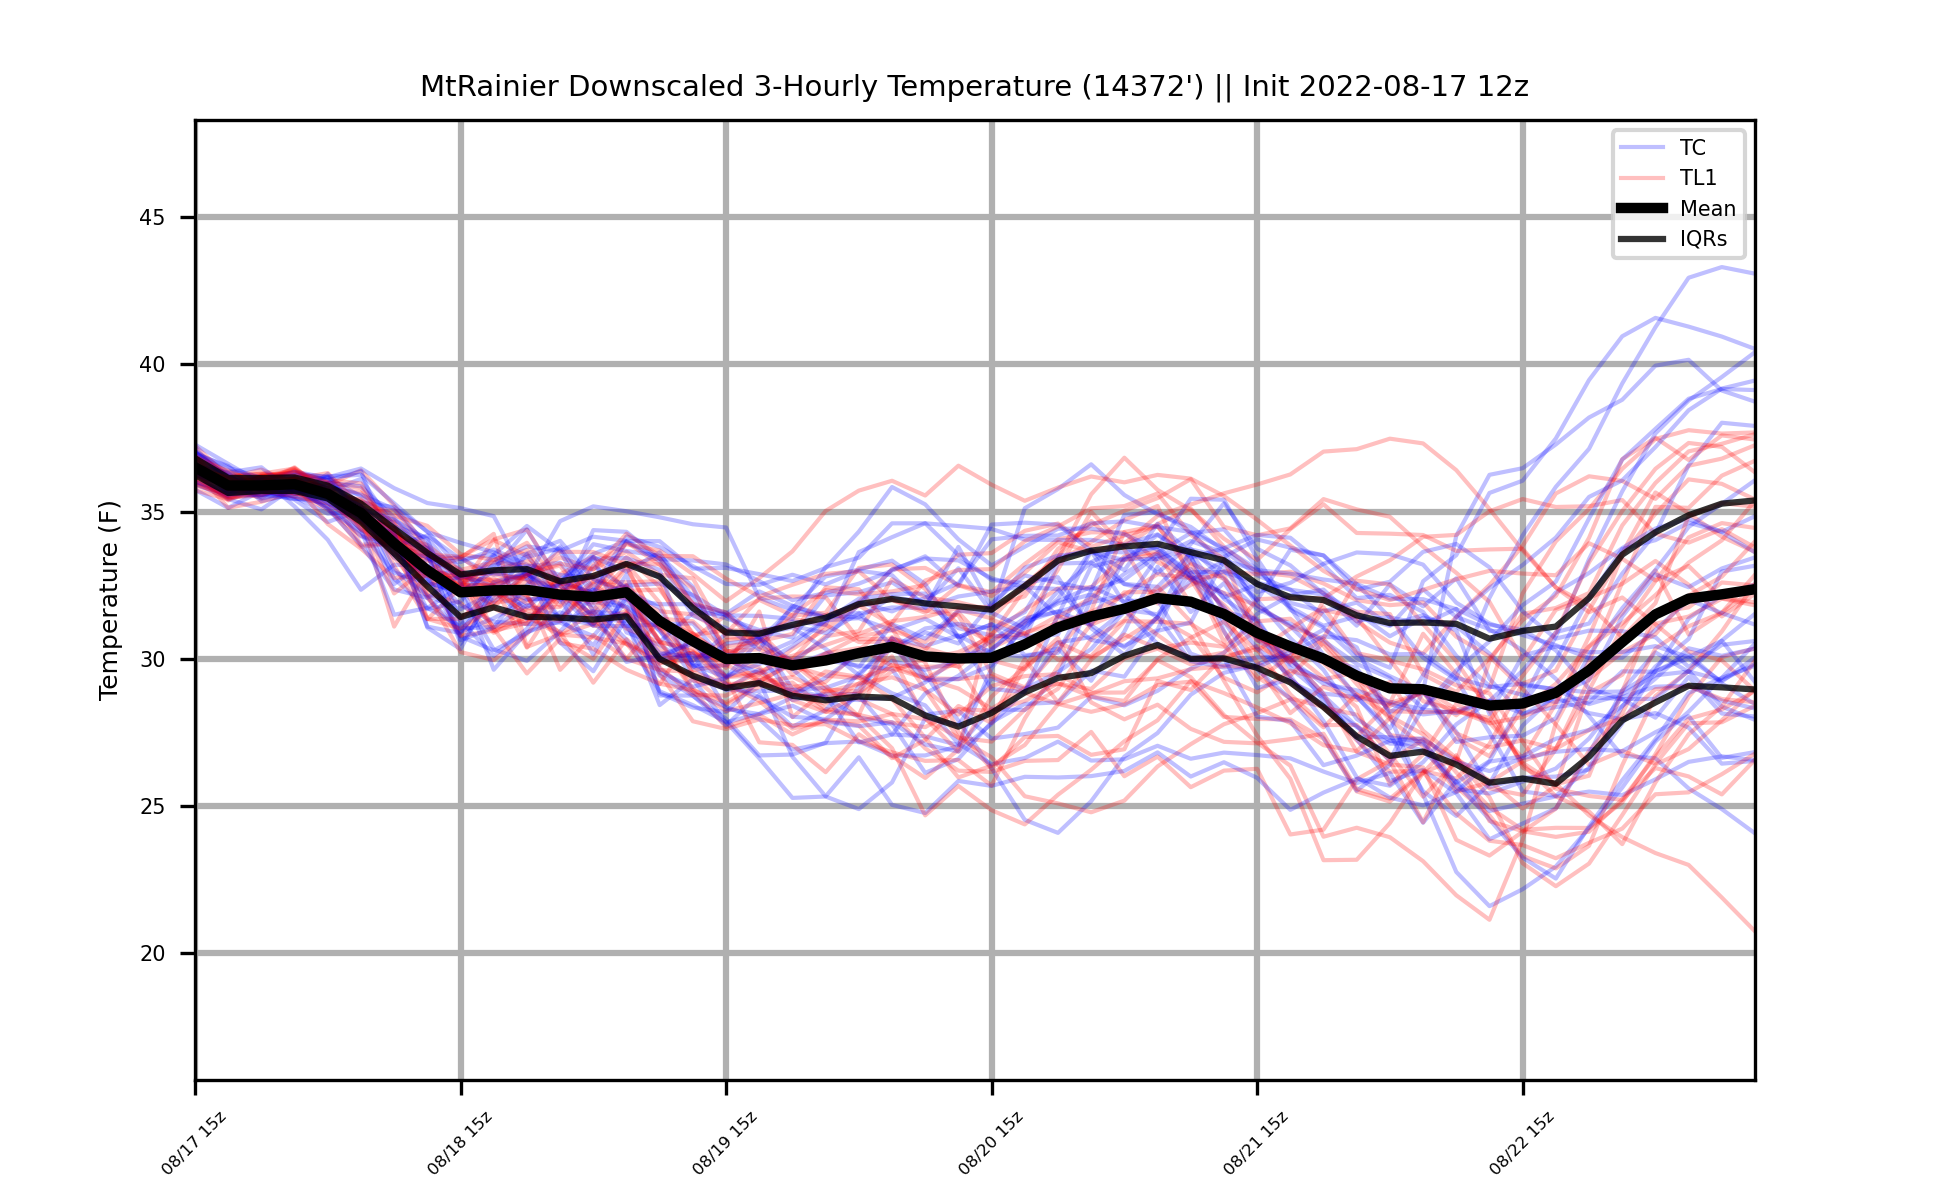 MtRainier Downscaled 3-Hourly Temperature (14372') || Init 2022-08-17 12z
TC
TL1
Mean
IQRs
Temperature (F)
45
40
35
30
25
20
08/17 15z
08/18 15z
08/19 15z
08/20 15z
08/21 15z
08/22 15z